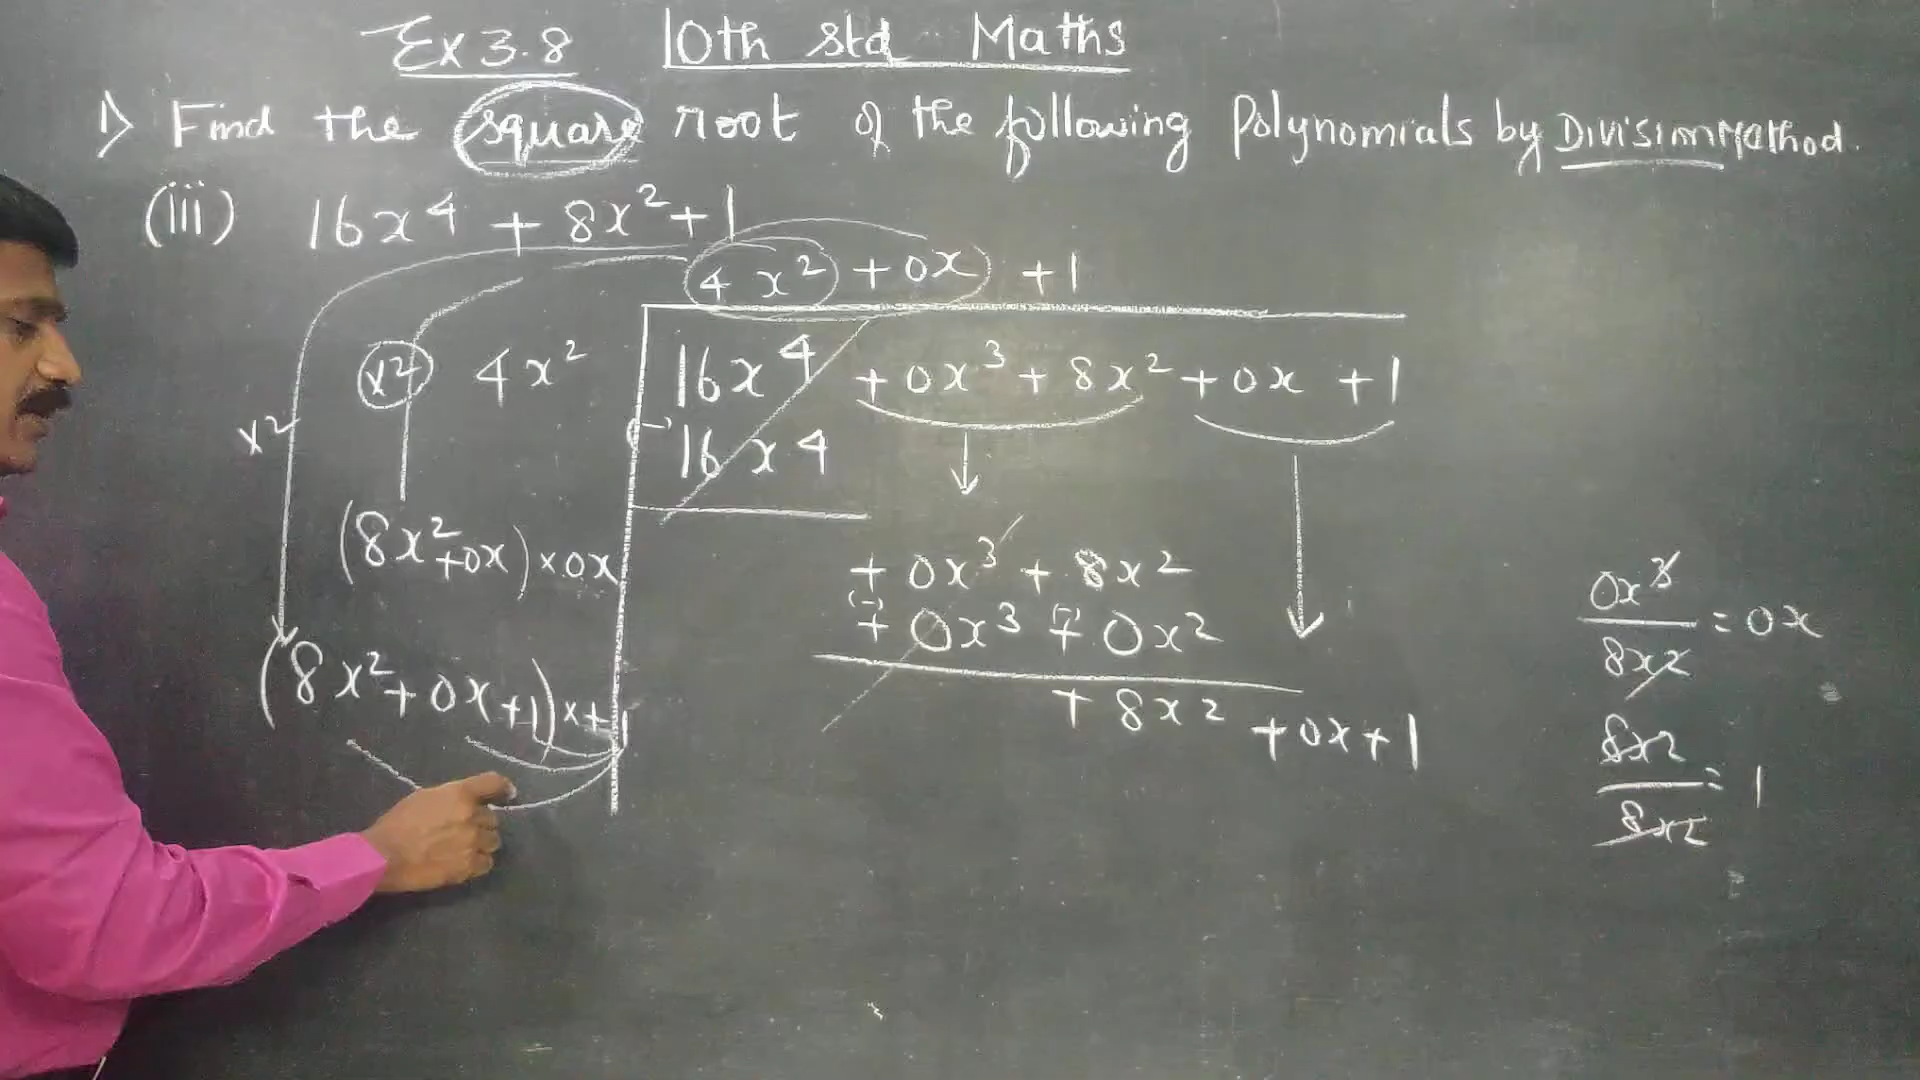 Ex 3.8 10th std Maths
1) Find the square root of the following Polynomials by Division Method.
(iii) 16x⁴ + 8x² + 1
4x² + 0x + 1
x2 4x² 16x⁴ + 0x³ + 8x² + 0x + 1
x2 (-) 16x4
(8x² + 0x) × 0x + 0x³ + 8x²
(-) (-)
+ 0x³ + 0x²
(8x² + 0x + 1) × + 1 + 8x² + 0x + 1
0x³
/8x² = 0x
8x2
/8x2 = 1